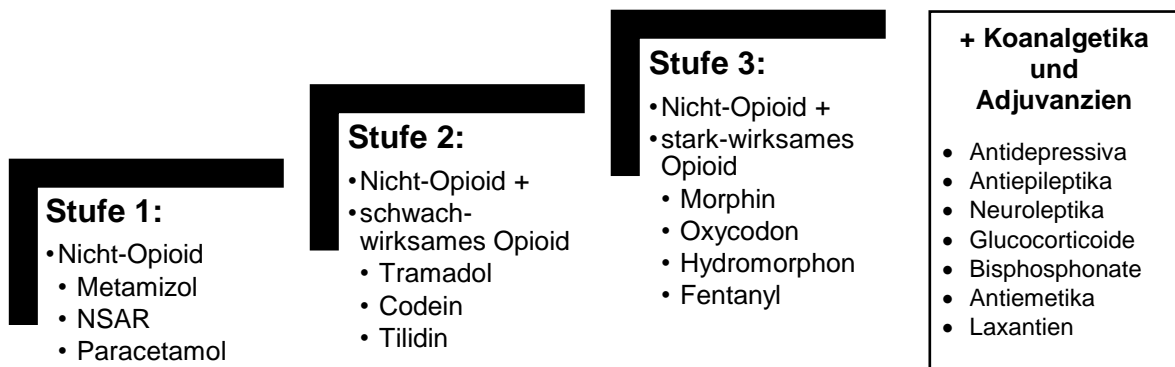 Stufe 1:
•Nicht-Opioid
• Metamizol
• NSAR
• Paracetamol
Stufe 2:
•Nicht-Opioid +
•schwach-
wirksames Opioid
• Tramadol
• Codein
• Tilidin
Stufe 3:
•Nicht-Opioid +
•stark-wirksames
Opioid
• Morphin
• Oxycodon
• Hydromorphon
• Fentanyl
+ Koanalgetika
und
Adjuvanzien
• Antidepressiva
• Antiepileptika
• Neuroleptika
• Glucocorticoide
• Bisphosphonate
• Antiemetika
• Laxantien